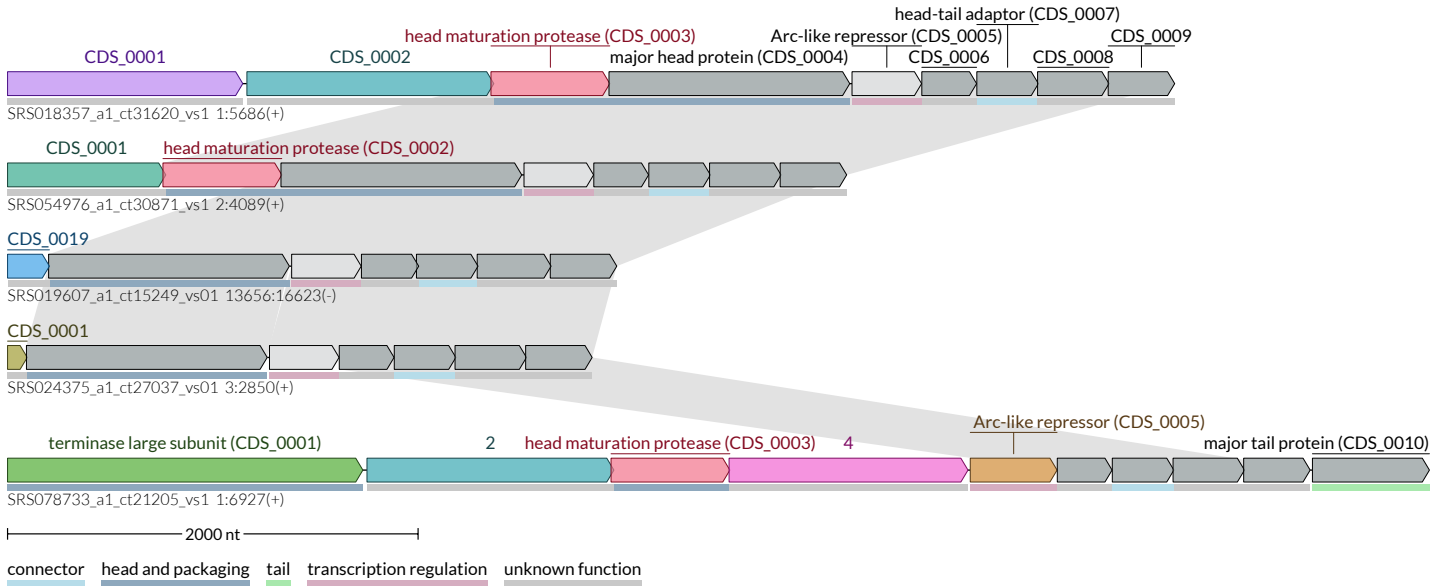 head-tail adaptor (CDS_0007)
head maturation protease (CDS_0003) Arc-like repressor (CDS_0005) CDS_0009
CDS_0001 CDS_0002 major head protein (CDS_0004) CDS_0006 CDS_0008
SRS018357_a1_ct31620_vs1 1:5686(+)
CDS_0001 head maturation protease (CDS_0002)
SRS054976_a1_ct30871_vs1 2:4089(+)
CDS_0019
SRS019607_a1_ct15249_vs01 13656:16623(-)
CDS_0001
SRS024375_a1_ct27037_vs01 3:2850(+)
Arc-like repressor (CDS_0005)
terminase large subunit (CDS_0001) 2 head maturation protease (CDS_0003) 4 major tail protein (CDS_0010)
SRS078733_a1_ct21205_vs1 1:6927(+)
2000 nt
connector head and packaging tail transcription regulation unknown function